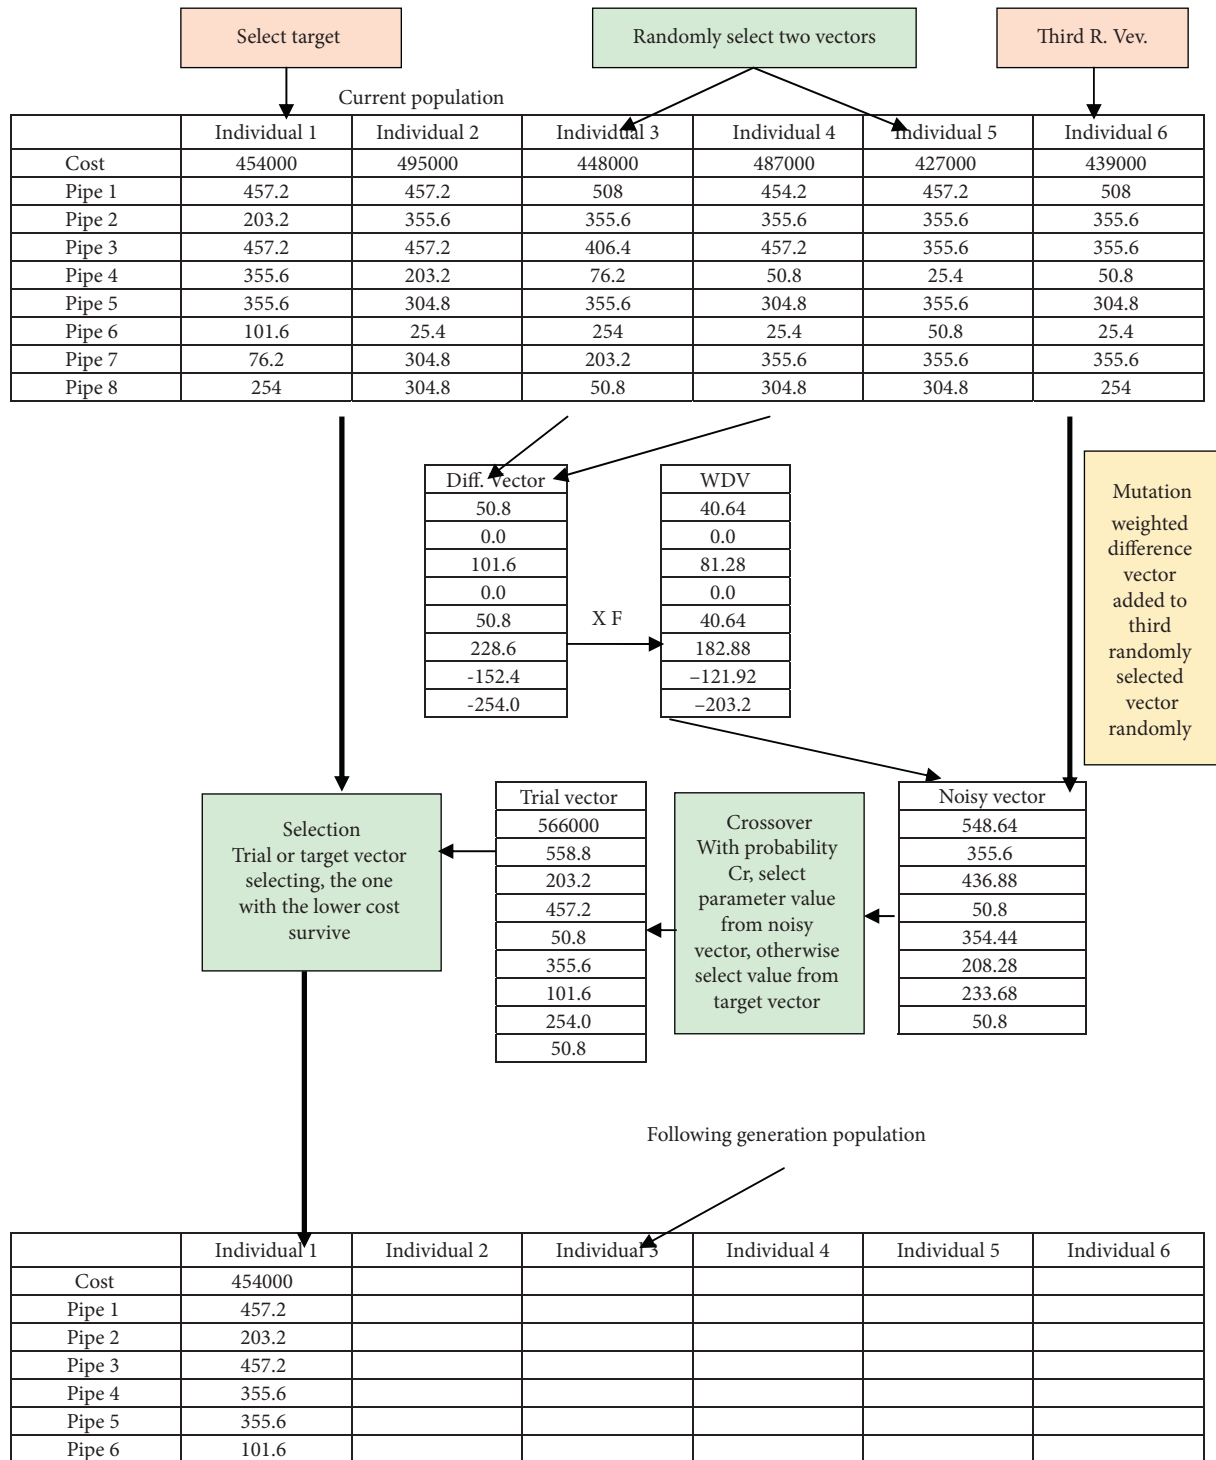 Select target
Randomly select two vectors
Third R. Vev.
Current population
Individual 1 Individual 2 Individual 3 Individual 4 Individual 5 Individual 6
Cost 454000 495000 448000 487000 427000 439000
Pipe 1 457.2 457.2 508 454.2 457.2 508
Pipe 2 203.2 355.6 355.6 355.6 355.6 355.6
Pipe 3 457.2 457.2 406.4 457.2 355.6 355.6
Pipe 4 355.6 203.2 76.2 50.8 25.4 50.8
Pipe 5 355.6 304.8 355.6 304.8 355.6 304.8
Pipe 6 101.6 25.4 254 25.4 50.8 25.4
Pipe 7 76.2 304.8 203.2 355.6 355.6 355.6
Pipe 8 254 304.8 50.8 304.8 304.8 254
Diff. Vector
50.8
0.0
101.6
0.0
50.8
228.6
-152.4
-254.0
X F
WDV
40.64
0.0
81.28
0.0
40.64
182.88
–121.92
–203.2
Mutation
weighted
difference
vector
added to
third
randomly
selected
vector
randomly
Selection
Trial or target vector
selecting, the one
with the lower cost
survive
Trial vector
566000
558.8
203.2
457.2
50.8
355.6
101.6
254.0
50.8
Crossover
With probability
Cr, select
parameter value
from noisy
vector, otherwise
select value from
target vector
Noisy vector
548.64
355.6
436.88
50.8
354.44
208.28
233.68
50.8
Following generation population
Individual 1 Individual 2 Individual 3 Individual 4 Individual 5 Individual 6
Cost 454000
Pipe 1 457.2
Pipe 2 203.2
Pipe 3 457.2
Pipe 4 355.6
Pipe 5 355.6
Pipe 6 101.6